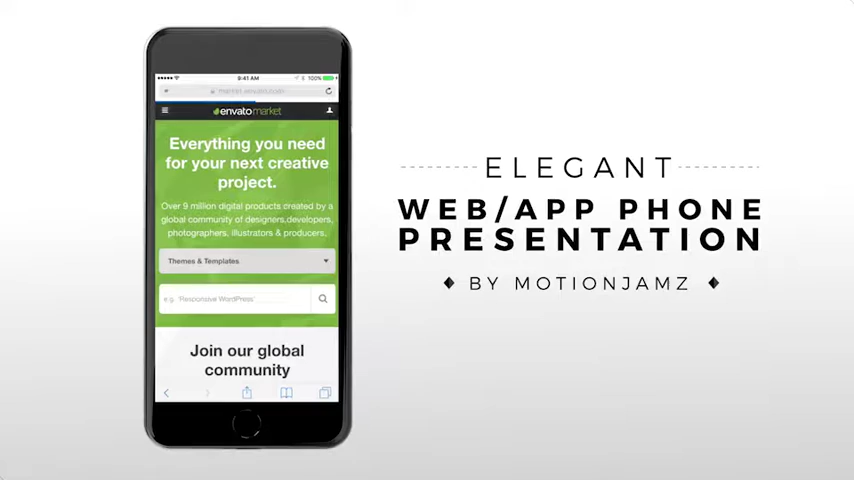 9:41 AM
100%
envatomarket
Everything you need
for your next creative
project.
Over 9 million digital products created by a
global community of designers,developers,
photographers, illustrators & producers.
Themes & Templates
e.g. 'Responsive WordPress'
Join our global
community
ELEGANT
WEB/APP PHONE
PRESENTATION
BY MOTIONJAMZ